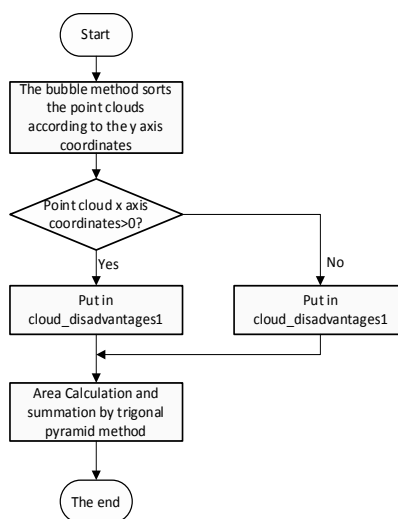 Start
The bubble method sorts
the point clouds
according to the y axis
coordinates
Point cloud x axis
coordinates>0?
Yes
No
Put in
cloud_disadvantages1
Put in
cloud_disadvantages1
Area Calculation and
summation by trigonal
pyramid method
The end